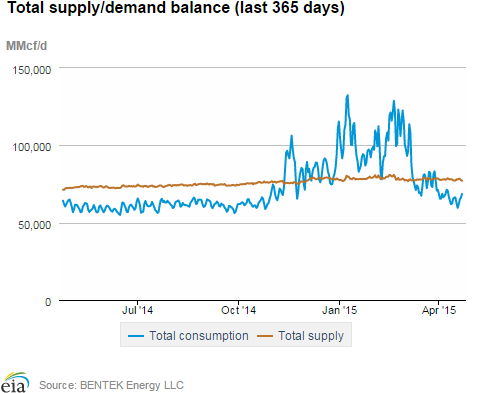 Total supply/demand balance (last 365 days)
MMcf/d
150,000
100,000
50,000
0
Jul '14 Oct '14 Jan '15 Apr '15
Total consumption Total supply
eia Source: BENTEK Energy LLC